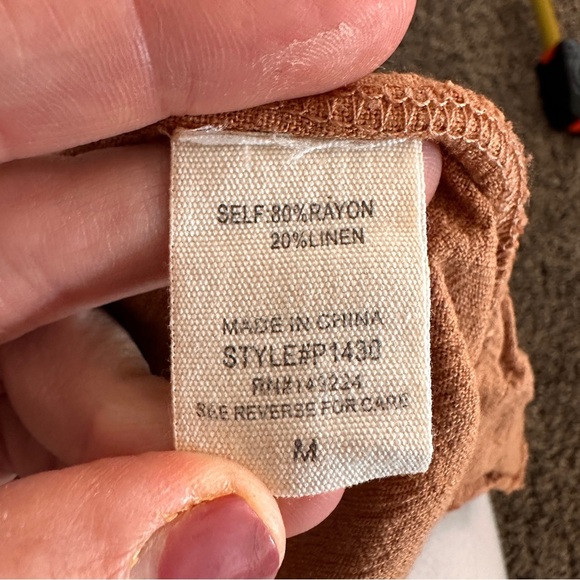 SELF:80%RAYON
20%LINEN
MADE IN CHINA
STYLE#P1430
RN#149224
SEE REVERSE FOR CARE
M